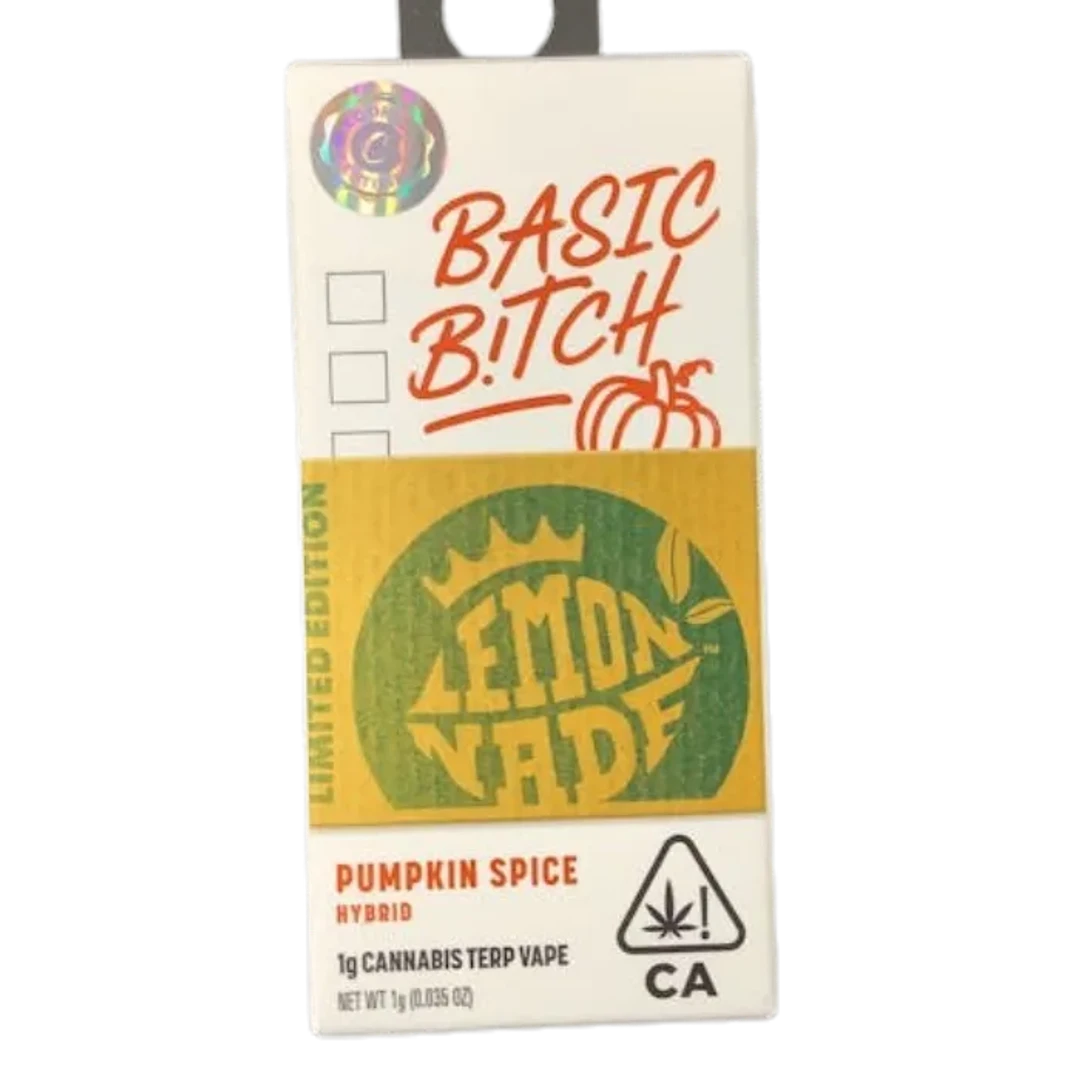 BASIC
B!TCH
LIMITED EDITION
LEMON
NADE
TM
PUMPKIN SPICE
HYBRID
1g CANNABIS TERP VAPE
NET WT 1g (0.035 OZ)
CA